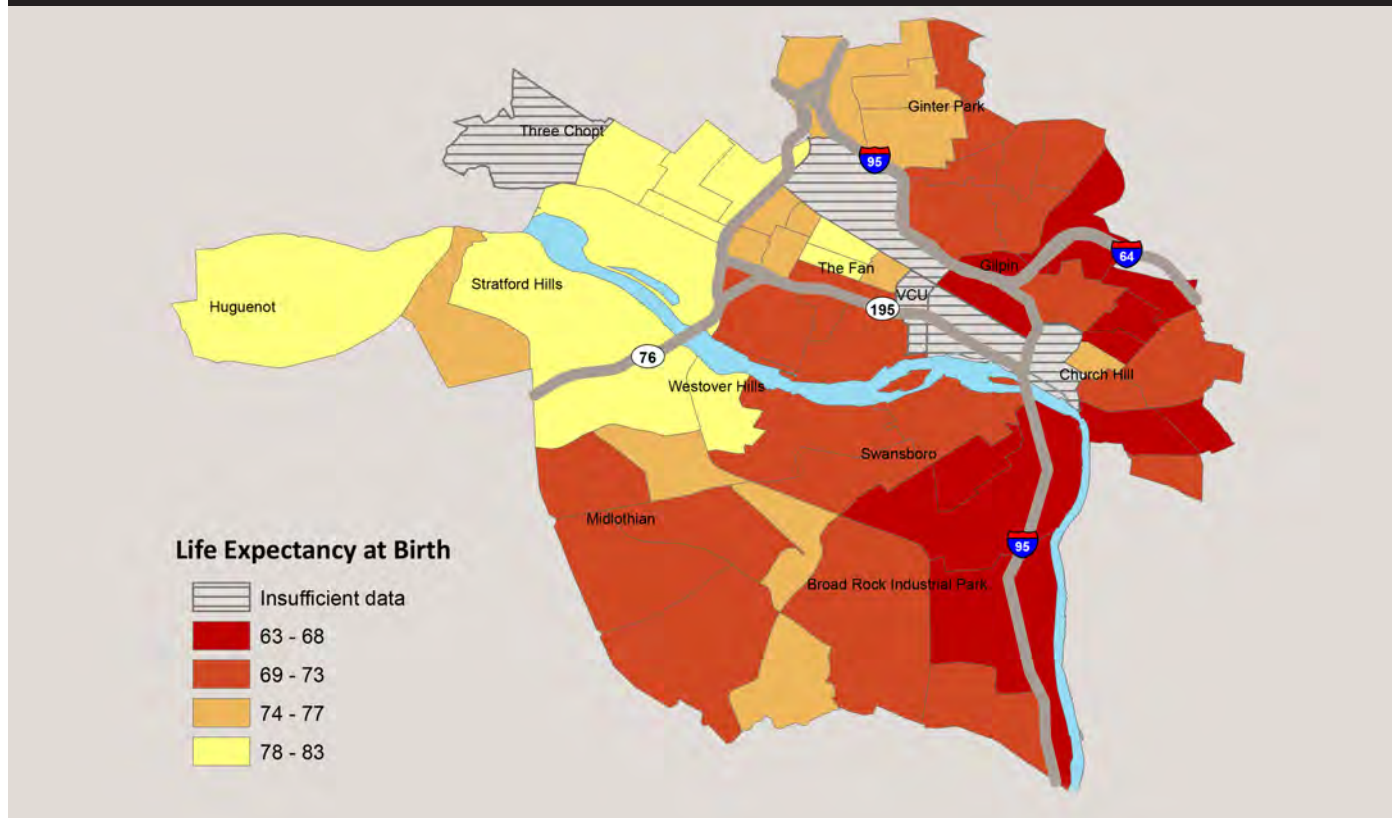 Ginter Park
Three Chopt
95
64
Gilpin
The Fan
Stratford Hills
VCU
Huguenot
195
76
Church Hill
Westover Hills
Swansboro
Midlothian
95
Broad Rock Industrial Park
Life Expectancy at Birth
Insufficient data
63 - 68
69 - 73
74 - 77
78 - 83